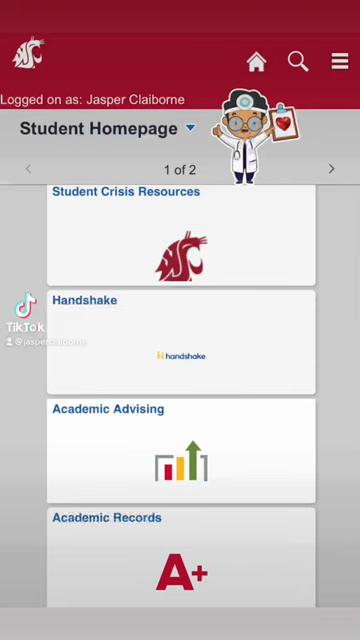 Logged on as: Jasper Claiborne
Student Homepage
1 of 2
Student Crisis Resources
Handshake
handshake
TikTok
@jasperclaiborne
Academic Advising
Academic Records
A+